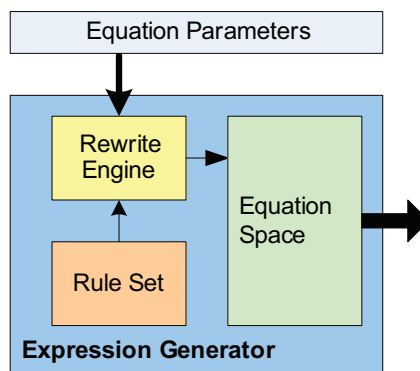 Equation Parameters
Rewrite
Engine
Equation
Space
Rule Set
Expression Generator